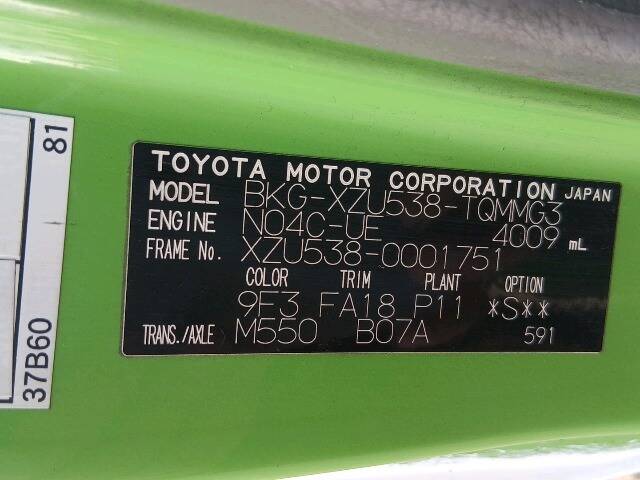 TOYOTA MOTOR CORPORATION JAPAN
MODEL BKG-XZU538-TQMMG3
ENGINE N04C-UE 4009 mL
FRAME No. XZU538-0001751
COLOR TRIM PLANT OPTION
9E3 FA18 P11 *S**
TRANS./AXLE M550 B07A 591
37B60 81